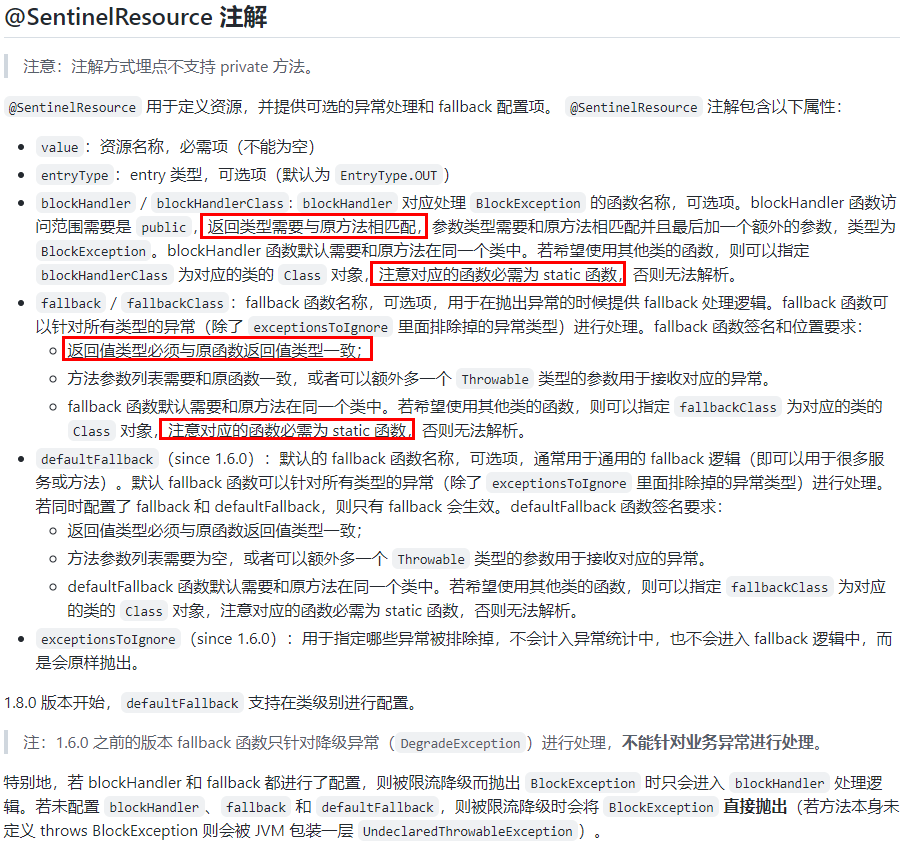 @SentinelResource 注解
注意：注解方式埋点不支持 private 方法。
@SentinelResource 用于定义资源，并提供可选的异常处理和 fallback 配置项。 @SentinelResource 注解包含以下属性：
value ：资源名称，必需项（不能为空）
entryType ：entry 类型，可选项（默认为 EntryType.OUT ）
blockHandler / blockHandlerClass : blockHandler 对应处理 BlockException 的函数名称，可选项。blockHandler 函数访
问范围需要是 public ，返回类型需要与原方法相匹配，参数类型需要和原方法相匹配并且最后加一个额外的参数，类型为
BlockException 。blockHandler 函数默认需要和原方法在同一个类中。若希望使用其他类的函数，则可以指定
blockHandlerClass 为对应的类的 Class 对象，注意对应的函数必需为 static 函数，否则无法解析。
fallback / fallbackClass ：fallback 函数名称，可选项，用于在抛出异常的时候提供 fallback 处理逻辑。fallback 函数可
以针对所有类型的异常（除了 exceptionsToIgnore 里面排除掉的异常类型）进行处理。fallback 函数签名和位置要求：
返回值类型必须与原函数返回值类型一致；
方法参数列表需要和原函数一致，或者可以额外多一个 Throwable 类型的参数用于接收对应的异常。
fallback 函数默认需要和原方法在同一个类中。若希望使用其他类的函数，则可以指定 fallbackClass 为对应的类的
Class 对象，注意对应的函数必需为 static 函数，否则无法解析。
defaultFallback （since 1.6.0）：默认的 fallback 函数名称，可选项，通常用于通用的 fallback 逻辑（即可以用于很多服
务或方法）。默认 fallback 函数可以针对所有类型的异常（除了 exceptionsToIgnore 里面排除掉的异常类型）进行处理。
若同时配置了 fallback 和 defaultFallback，则只有 fallback 会生效。defaultFallback 函数签名要求：
返回值类型必须与原函数返回值类型一致；
方法参数列表需要为空，或者可以额外多一个 Throwable 类型的参数用于接收对应的异常。
defaultFallback 函数默认需要和原方法在同一个类中。若希望使用其他类的函数，则可以指定 fallbackClass 为对应
的类的 Class 对象，注意对应的函数必需为 static 函数，否则无法解析。
exceptionsToIgnore （since 1.6.0）：用于指定哪些异常被排除掉，不会计入异常统计中，也不会进入 fallback 逻辑中，而
是会原样抛出。
1.8.0 版本开始， defaultFallback 支持在类级别进行配置。
注：1.6.0 之前的版本 fallback 函数只针对降级异常（ DegradeException ）进行处理，不能针对业务异常进行处理。
特别地，若 blockHandler 和 fallback 都进行了配置，则被限流降级而抛出 BlockException 时只会进入 blockHandler 处理逻
辑。若未配置 blockHandler 、 fallback 和 defaultFallback ，则被限流降级时会将 BlockException 直接抛出（若方法本身未
定义 throws BlockException 则会被 JVM 包装一层 UndeclaredThrowableException ）。